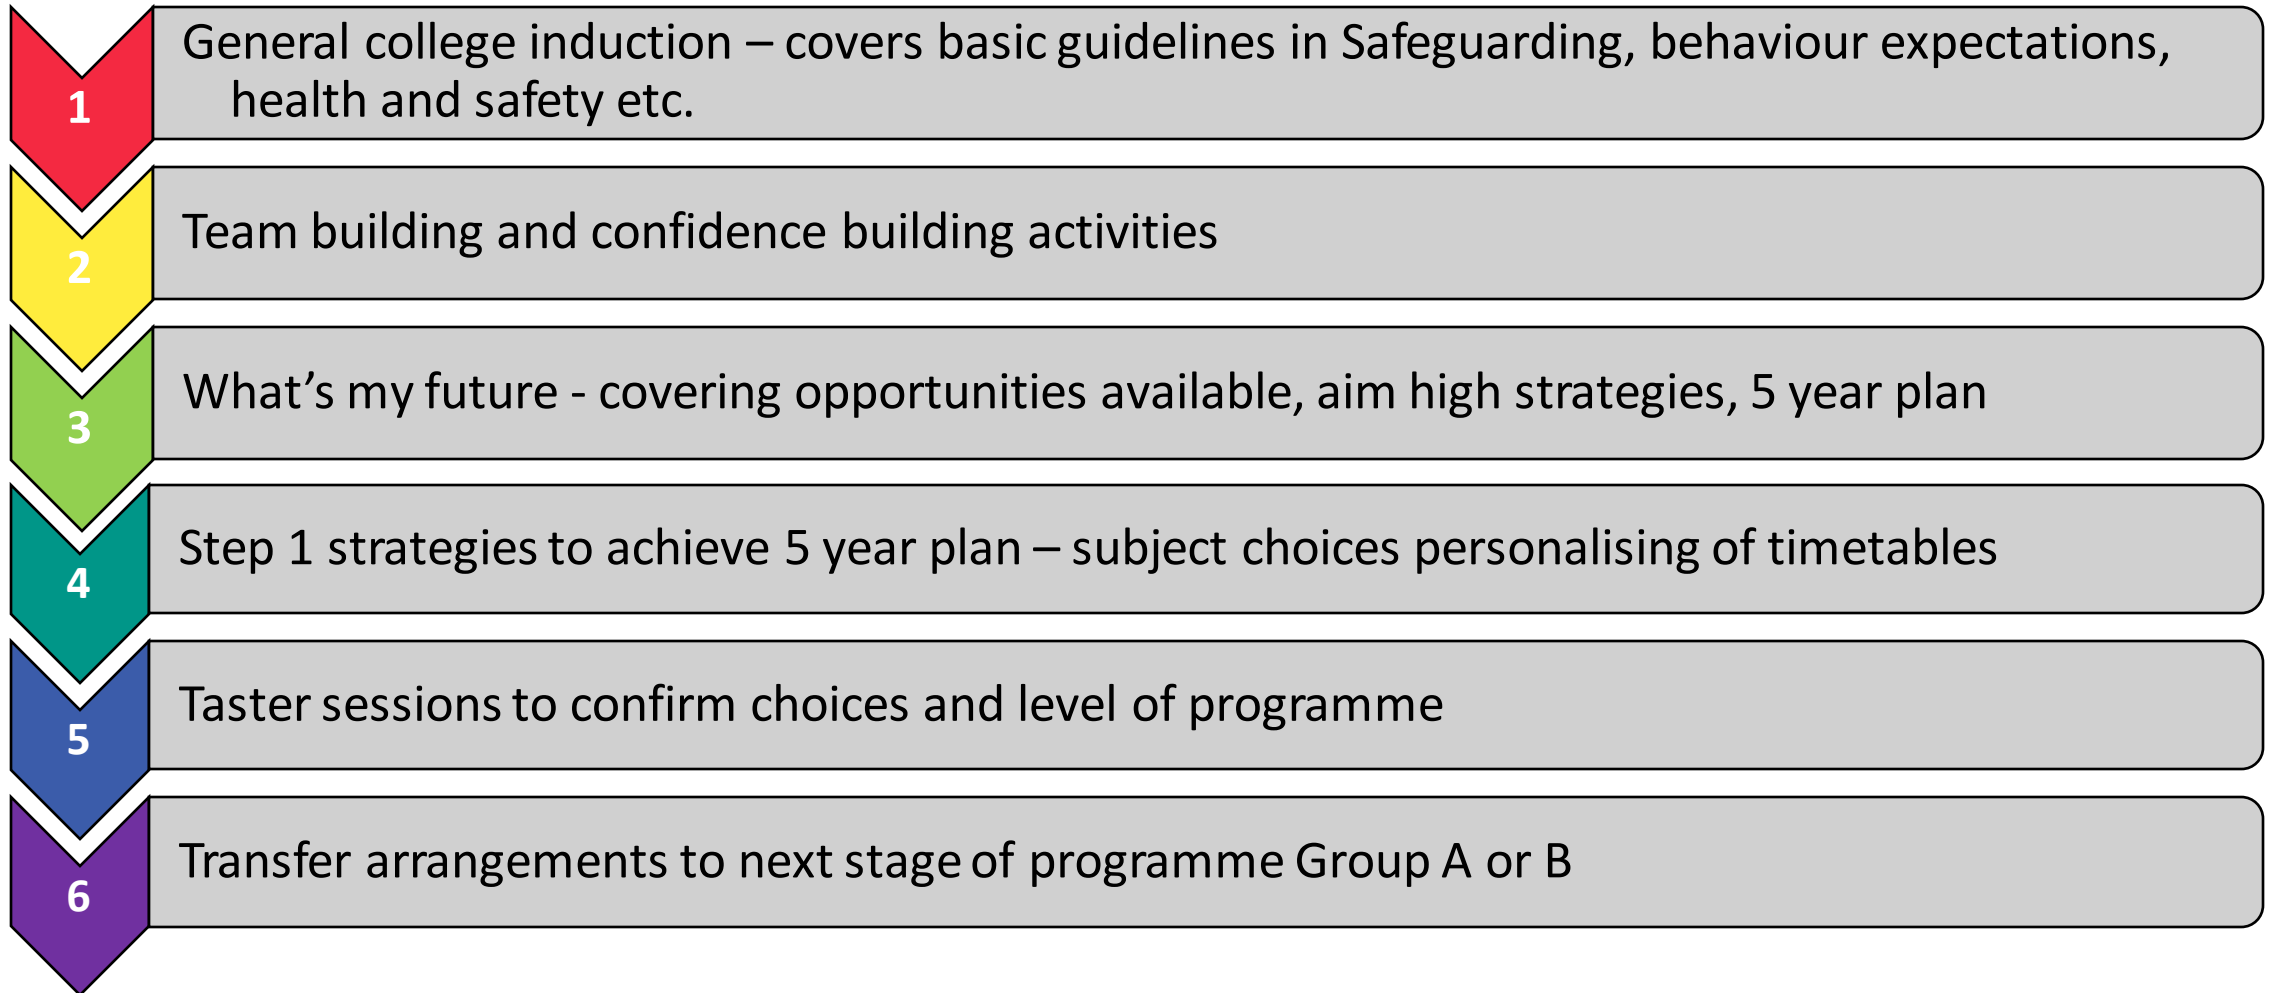 1
General college induction – covers basic guidelines in Safeguarding, behaviour expectations,
health and safety etc.
2
Team building and confidence building activities
3
What’s my future - covering opportunities available, aim high strategies, 5 year plan
4
Step 1 strategies to achieve 5 year plan – subject choices personalising of timetables
5
Taster sessions to confirm choices and level of programme
6
Transfer arrangements to next stage of programme Group A or B